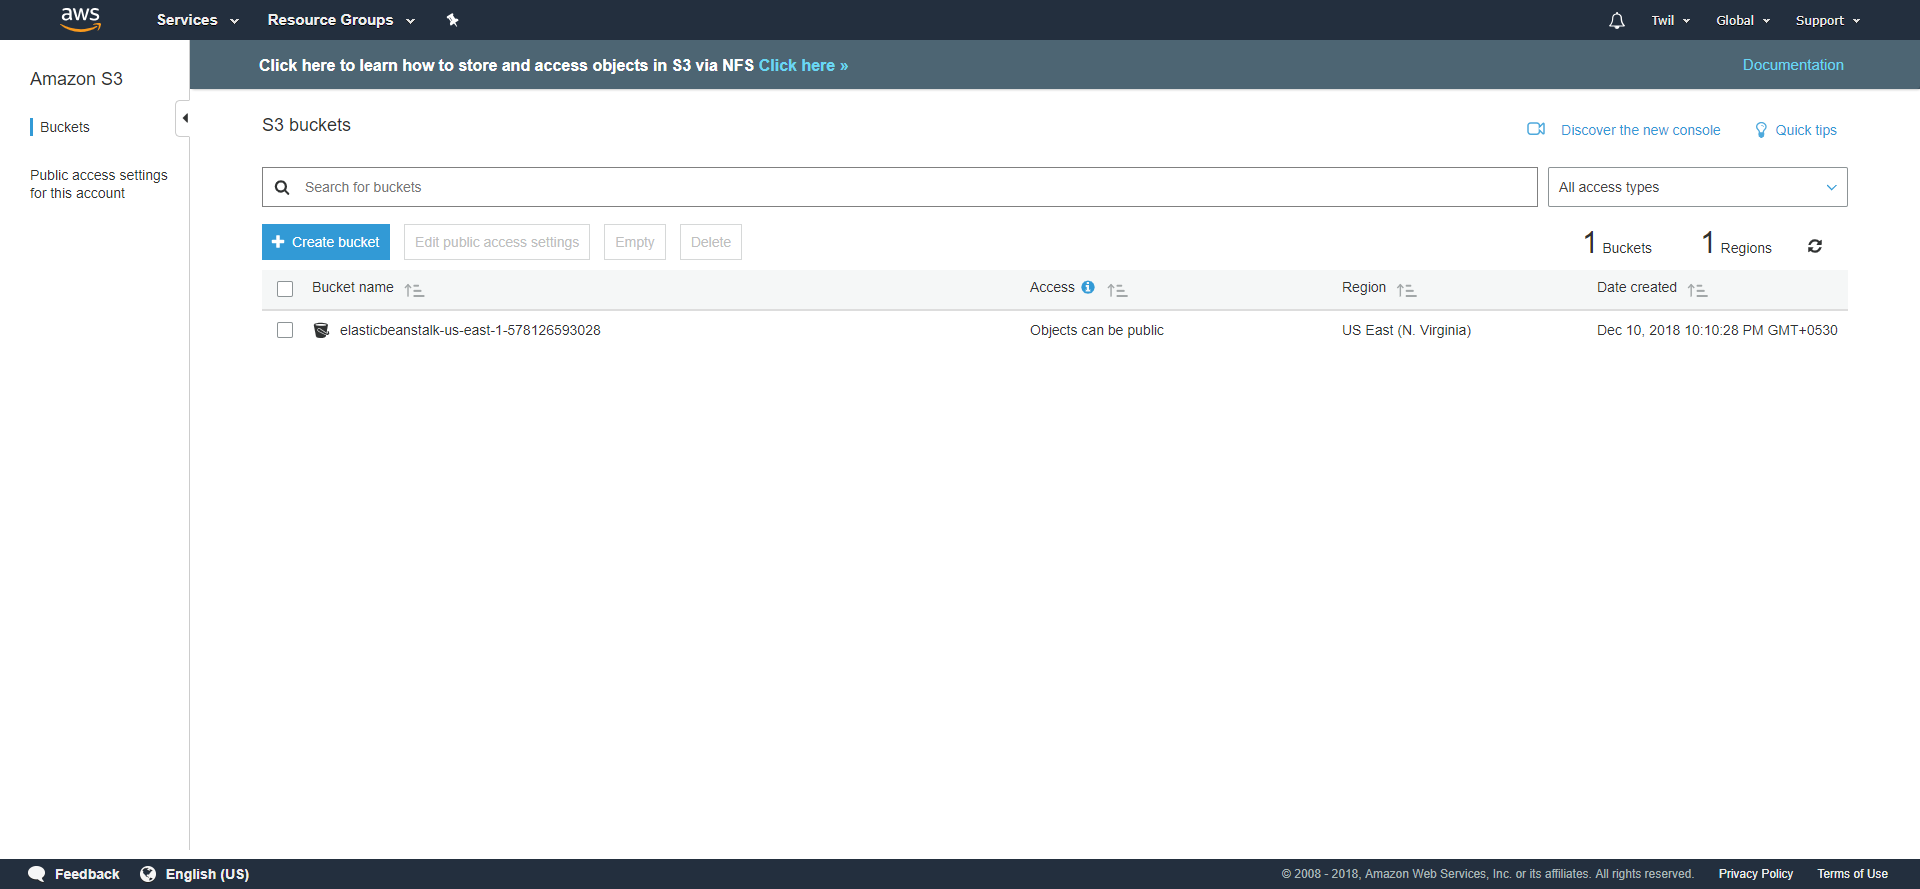 aws
Services
Resource Groups
Twil
Global
Support
Amazon S3
Buckets
Public access settings
for this account
Click here to learn how to store and access objects in S3 via NFS Click here »
Documentation
S3 buckets
Discover the new console
Quick tips
Search for buckets
All access types
Create bucket
Edit public access settings
Empty
Delete
1 Buckets
1 Regions
Bucket name
Access
Region
Date created
elasticbeanstalk-us-east-1-578126593028
Objects can be public
US East (N. Virginia)
Dec 10, 2018 10:10:28 PM GMT+0530
Feedback
English (US)
© 2008 - 2018, Amazon Web Services, Inc. or its affiliates. All rights reserved.
Privacy Policy
Terms of Use